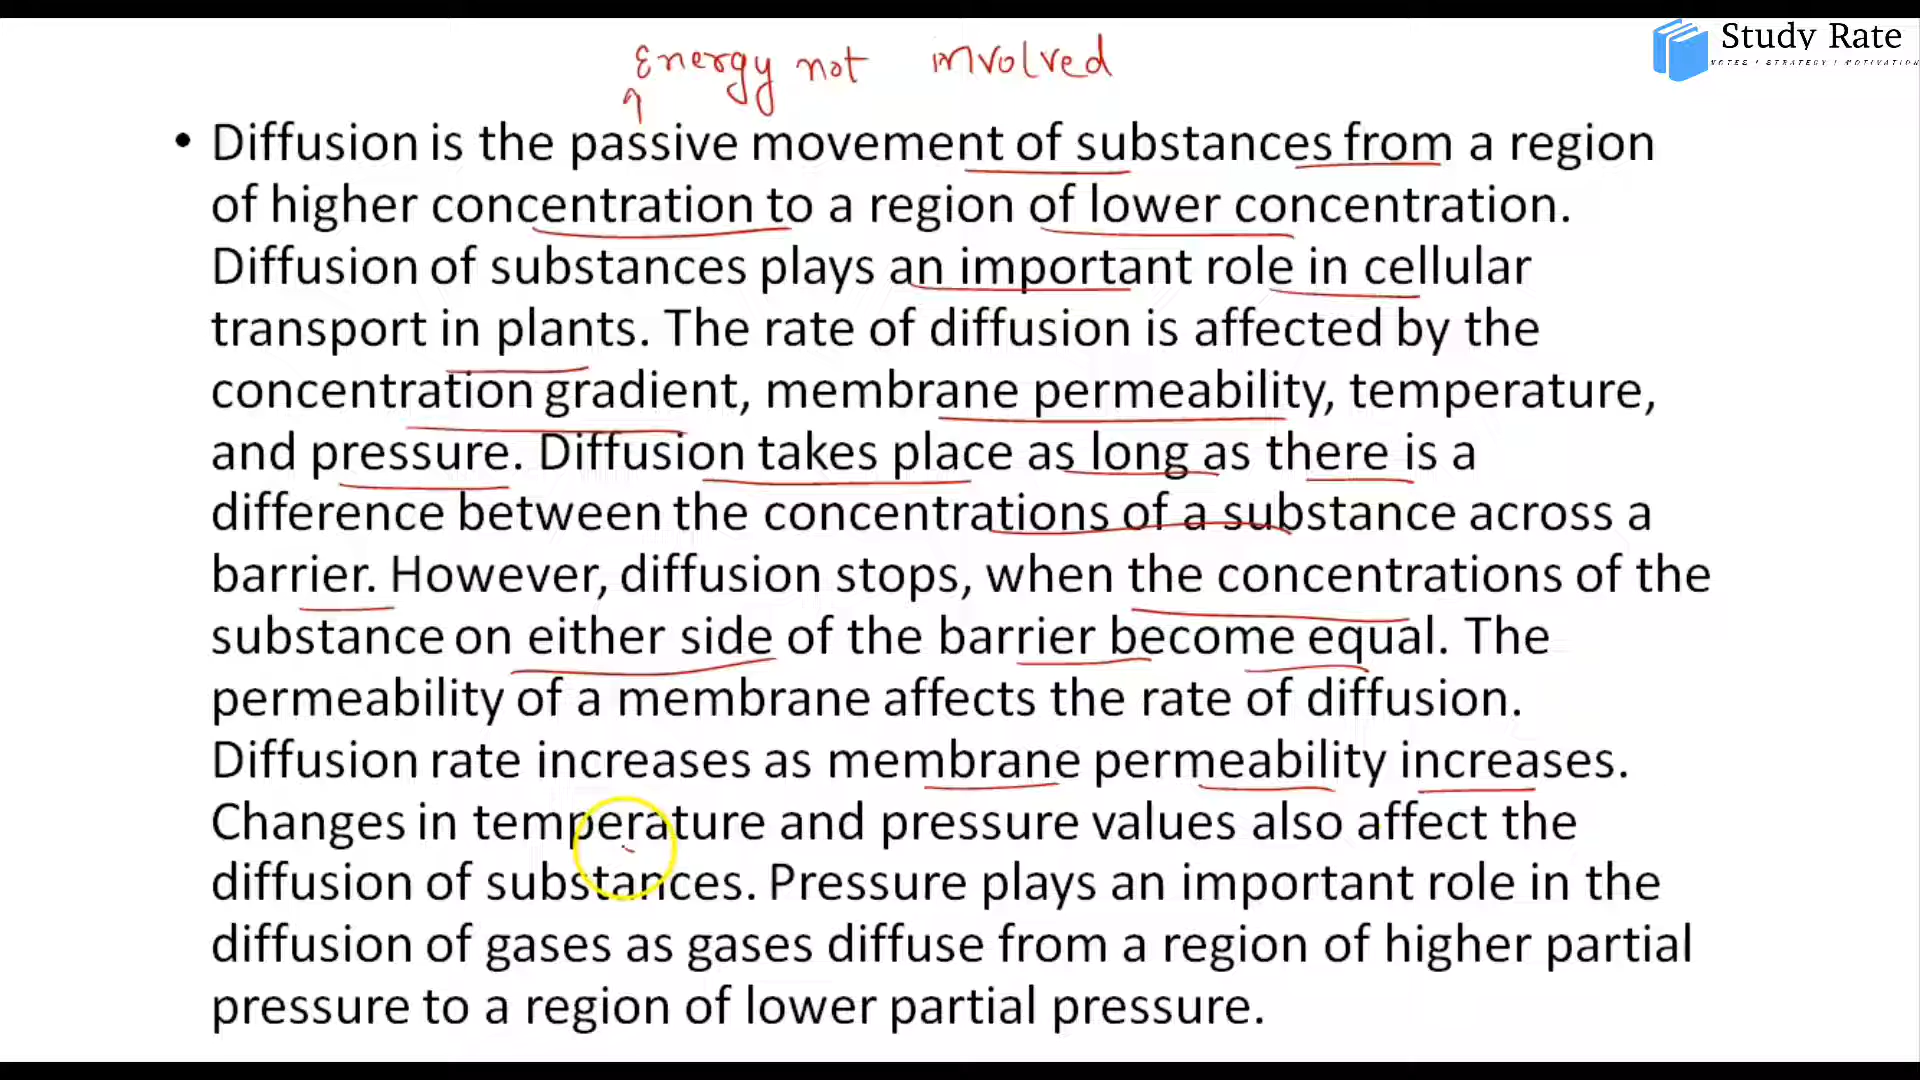 Study Rate
NOTES / STRATEGY / MOTIVATION
Energy not involved
• Diffusion is the passive movement of substances from a region
of higher concentration to a region of lower concentration.
Diffusion of substances plays an important role in cellular
transport in plants. The rate of diffusion is affected by the
concentration gradient, membrane permeability, temperature,
and pressure. Diffusion takes place as long as there is a
difference between the concentrations of a substance across a
barrier. However, diffusion stops, when the concentrations of the
substance on either side of the barrier become equal. The
permeability of a membrane affects the rate of diffusion.
Diffusion rate increases as membrane permeability increases.
Changes in temperature and pressure values also affect the
diffusion of substances. Pressure plays an important role in the
diffusion of gases as gases diffuse from a region of higher partial
pressure to a region of lower partial pressure.